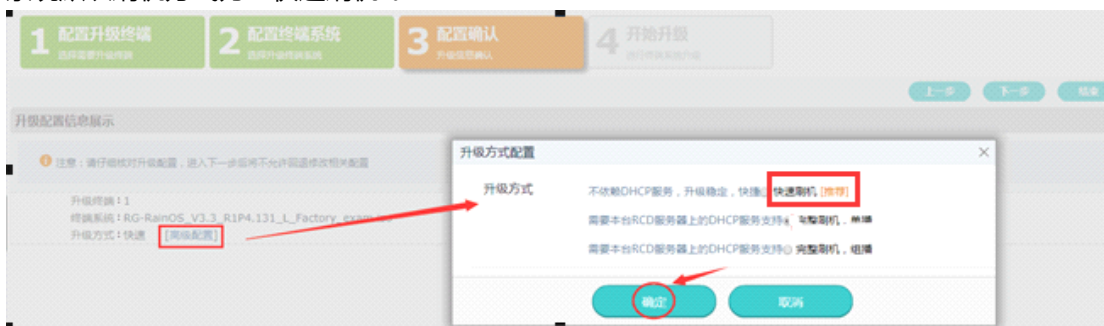 1 配置升级终端
选择需要升级终端
2 配置终端系统
选择升级终端系统
3 配置确认
升级信息确认
4 开始升级
进行终端系统升级
上一步 下一步 结束
升级配置信息展示
注意：请仔细核对升级配置，进入下一步后将不允许回退修改相关配置
升级终端：1
终端系统：RG-RainOS_V3.3_R1P4.131_L_Factory_exam
升级方式：快速 [高级配置]
升级方式配置
升级方式
不依赖DHCP服务，升级稳定，快捷 快速刷机 [推荐]
需要本台RCD服务器上的DHCP服务支持 完整刷机，单播
需要本台RCD服务器上的DHCP服务支持 完整刷机，组播
确定 取消